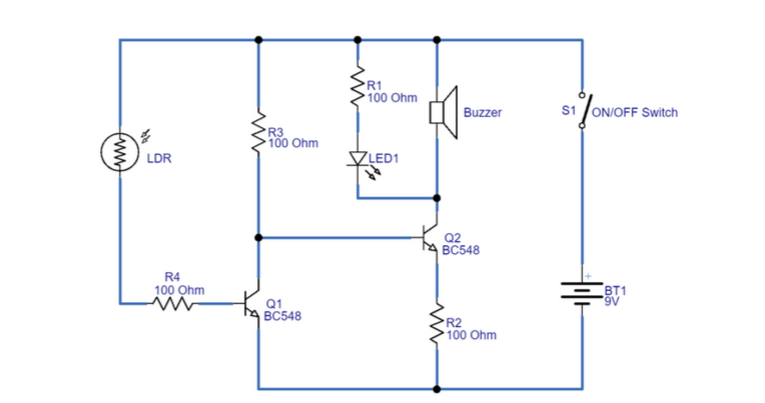 R1
100 Ohm
Buzzer
S1
ON/OFF Switch
R3
100 Ohm
LDR
LED1
Q2
BC548
R4
100 Ohm
Q1
BC548
+
BT1
9V
R2
100 Ohm